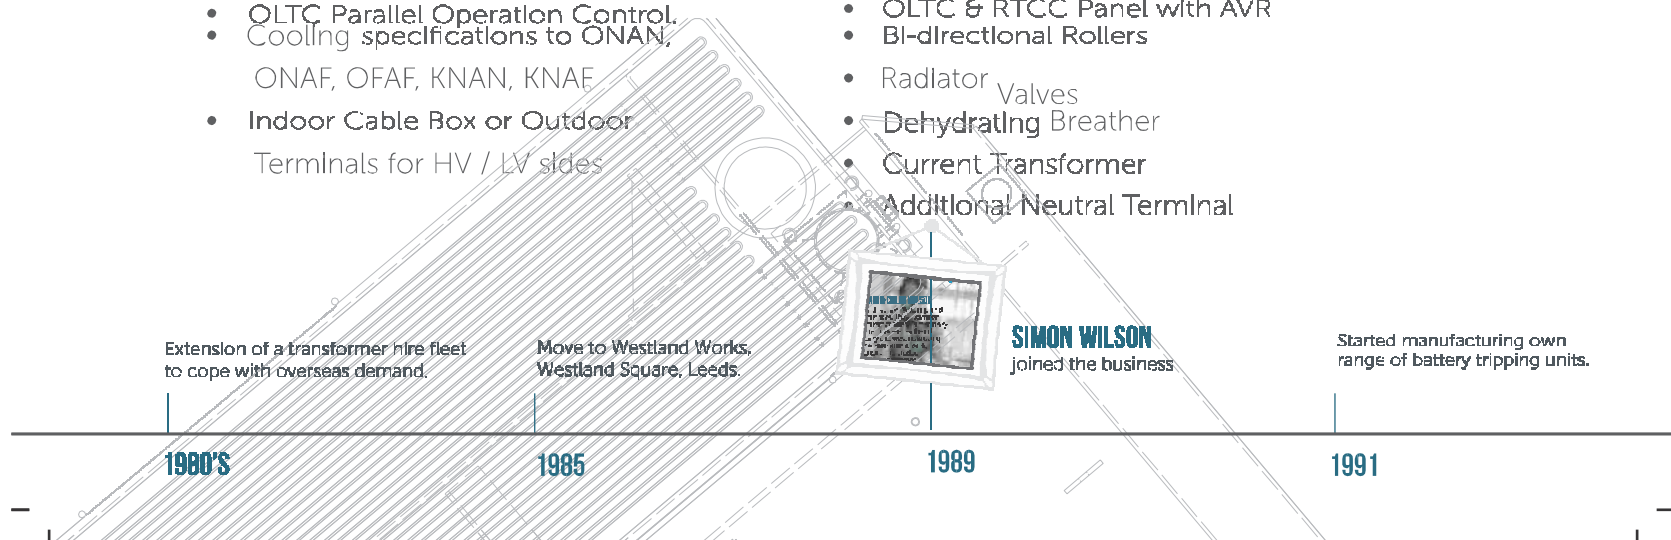 OLTC Parallel Operation Control.
Cooling specifications to ONAN,
ONAF, OFAF, KNAN, KNAF
Indoor Cable Box or Outdoor
Terminals for HV / LV sides
OLTC & RTCC Panel with AVR
Bi-directional Rollers
Radiator Valves
Dehydrating Breather
Current Transformer
Additional Neutral Terminal
Extension of a transformer hire fleet
to cope with overseas demand.
1980'S
Move to Westland Works,
Westland Square, Leeds.
1985
SIMON WILSON
joined the business
1989
Started manufacturing own
range of battery tripping units.
1991